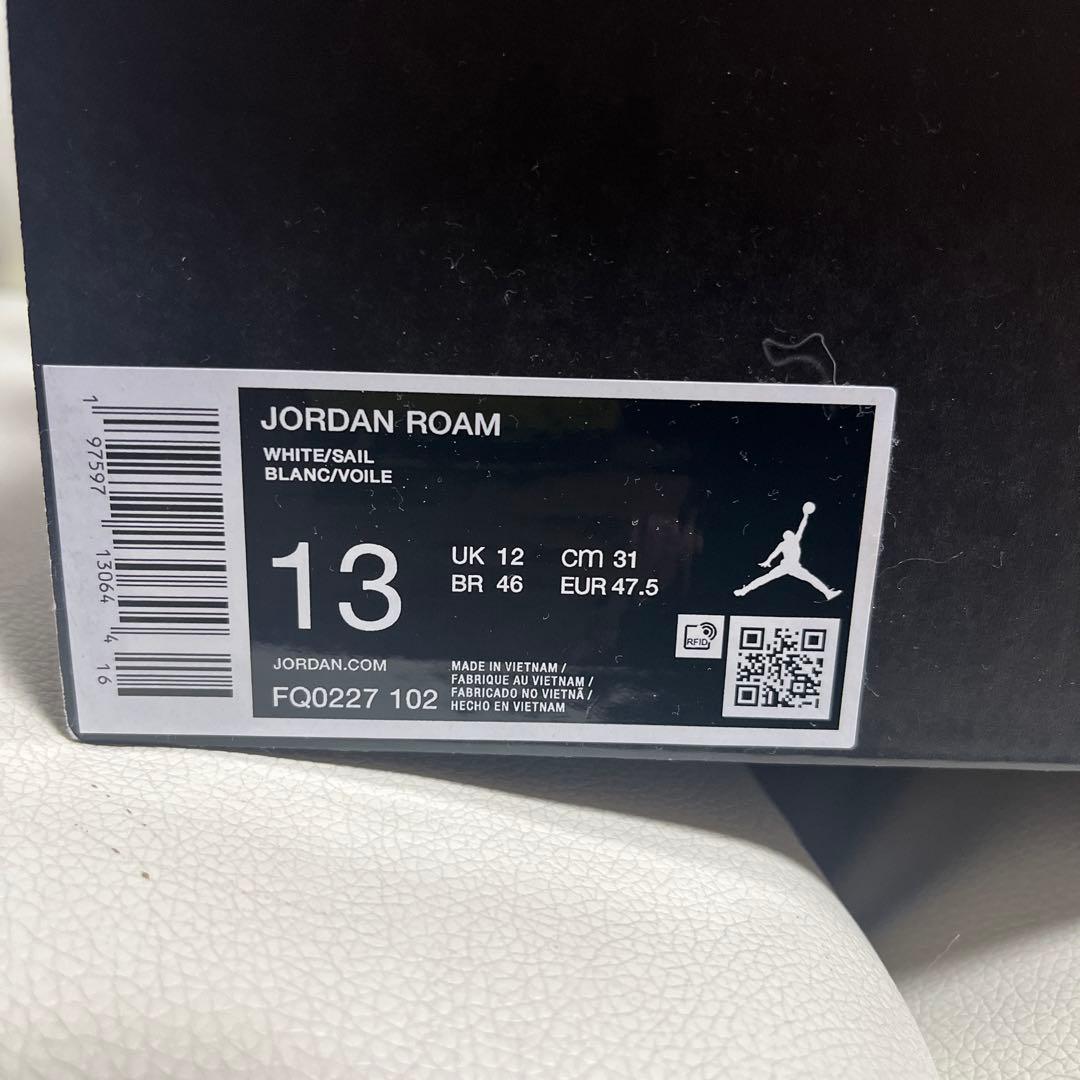 JORDAN ROAM
WHITE/SAIL
BLANC/VOILE
13
UK 12 cm 31
BR 46 EUR 47.5
RFID
JORDAN.COM
FQ0227 102
MADE IN VIETNAM /
FABRIQUE AU VIETNAM /
FABRICADO NO VIETNÃ /
HECHO EN VIETNAM
1 97597 13064 4 16